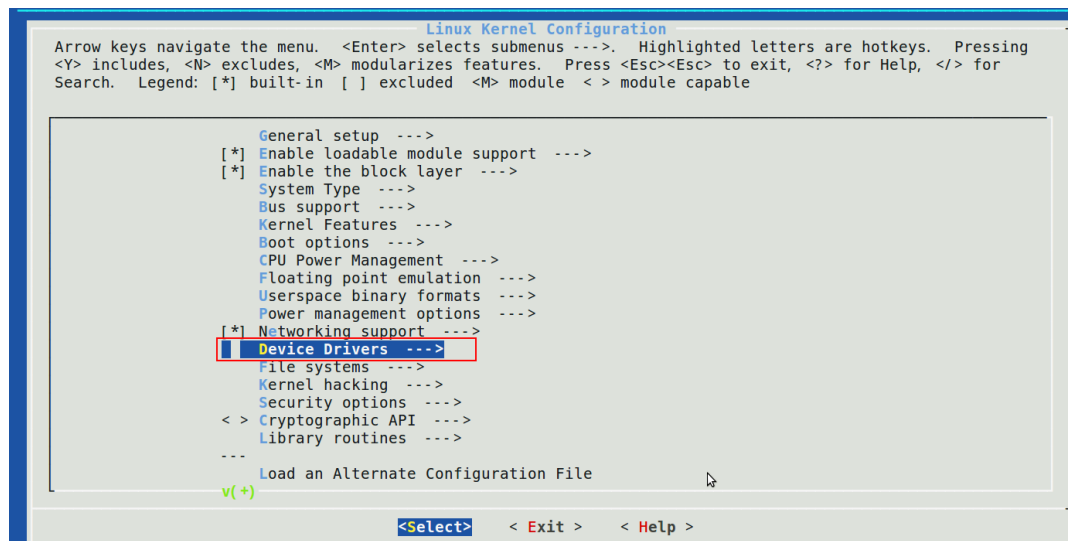 Linux Kernel Configuration
Arrow keys navigate the menu. <Enter> selects submenus --->. Highlighted letters are hotkeys. Pressing
<Y> includes, <N> excludes, <M> modularizes features. Press <Esc><Esc> to exit, <?> for Help, </> for
Search. Legend: [*] built-in [ ] excluded <M> module < > module capable
General setup --->
[*] Enable loadable module support --->
[*] Enable the block layer --->
System Type --->
Bus support --->
Kernel Features --->
Boot options --->
CPU Power Management --->
Floating point emulation --->
Userspace binary formats --->
Power management options --->
[*] Networking support --->
Device Drivers --->
File systems --->
Kernel hacking --->
Security options --->
< > Cryptographic API --->
Library routines --->
---
Load an Alternate Configuration File
v(+)
<Select> < Exit > < Help >